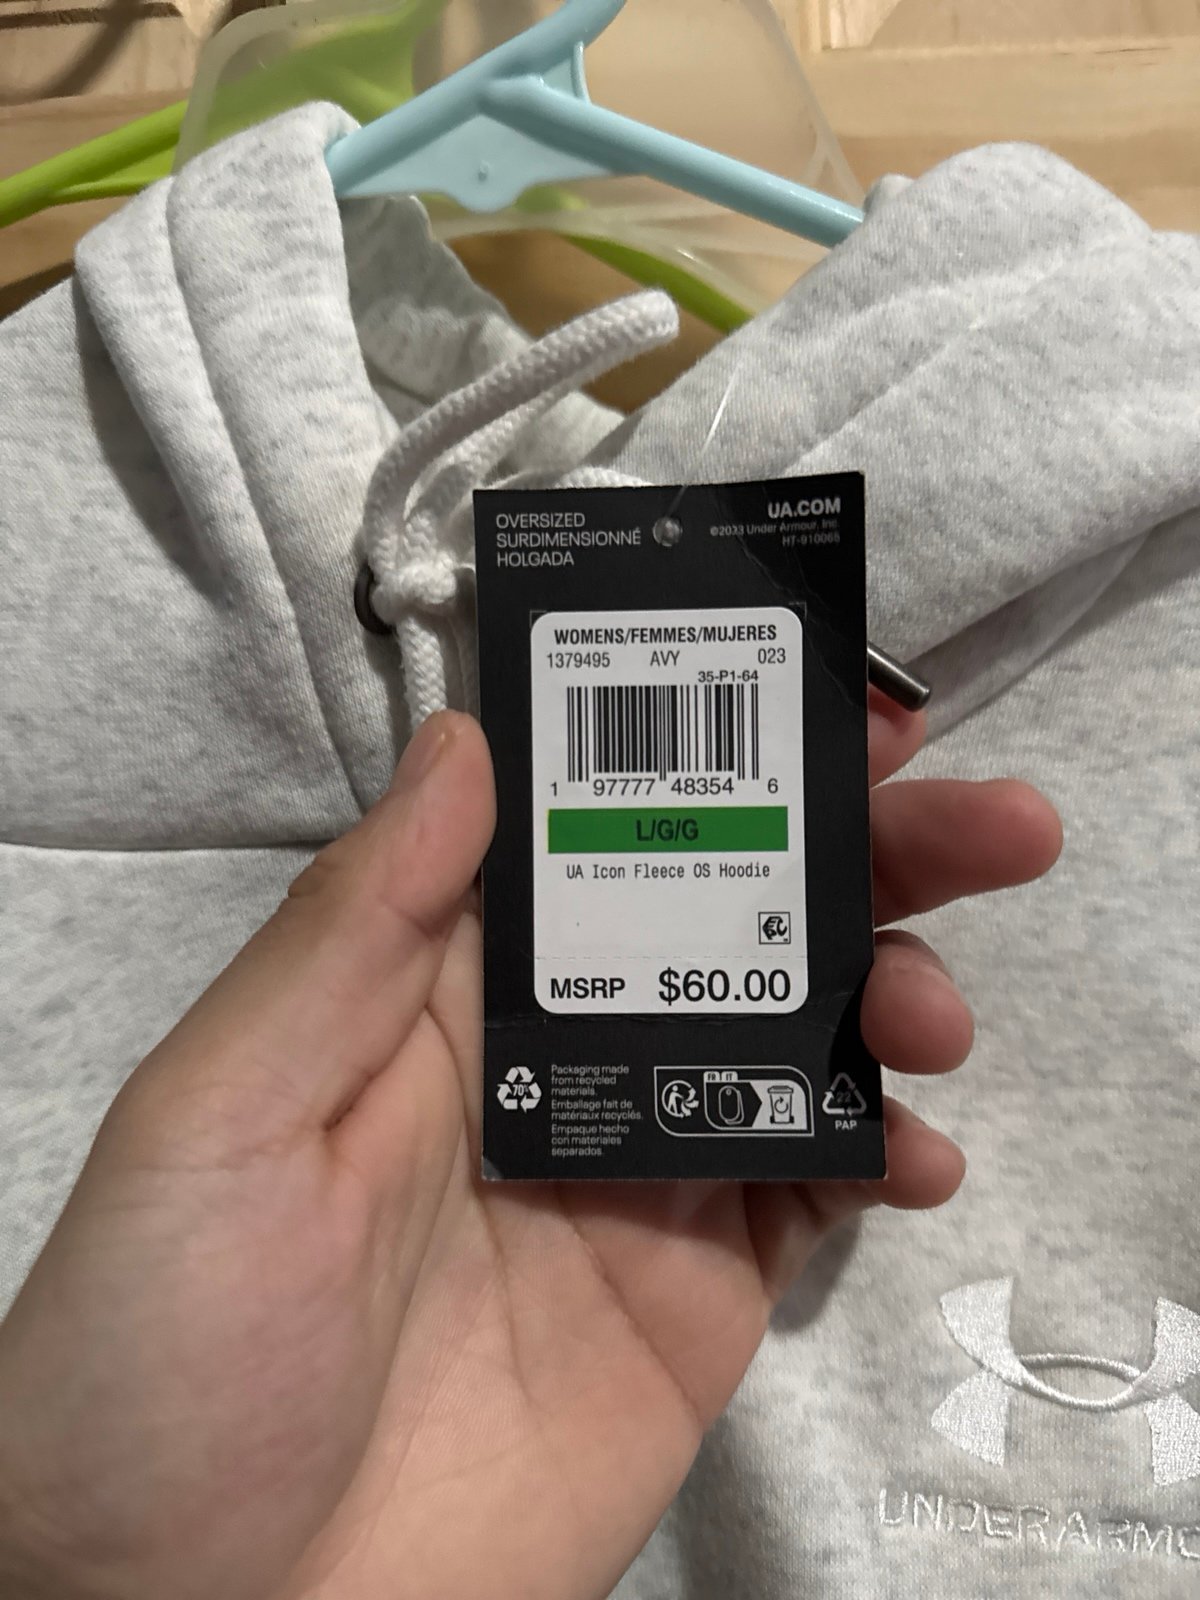 OVERSIZED
SURDIMENSIONNÉ
HOLGADA
UA.COM
©2023 Under Armour, Inc.
HT-910065
WOMENS/FEMMES/MUJERES
1379495 AVY 023
35-P1-64
1 97777 48354 6
L/G/G
UA Icon Fleece OS Hoodie
MSRP $60.00
70%
Packaging made
from recycled
materials.
Emballage fait de
matériaux recyclés.
Empaque hecho
con materiales
separados.
FR IT
22
PAP
UNDER ARMO